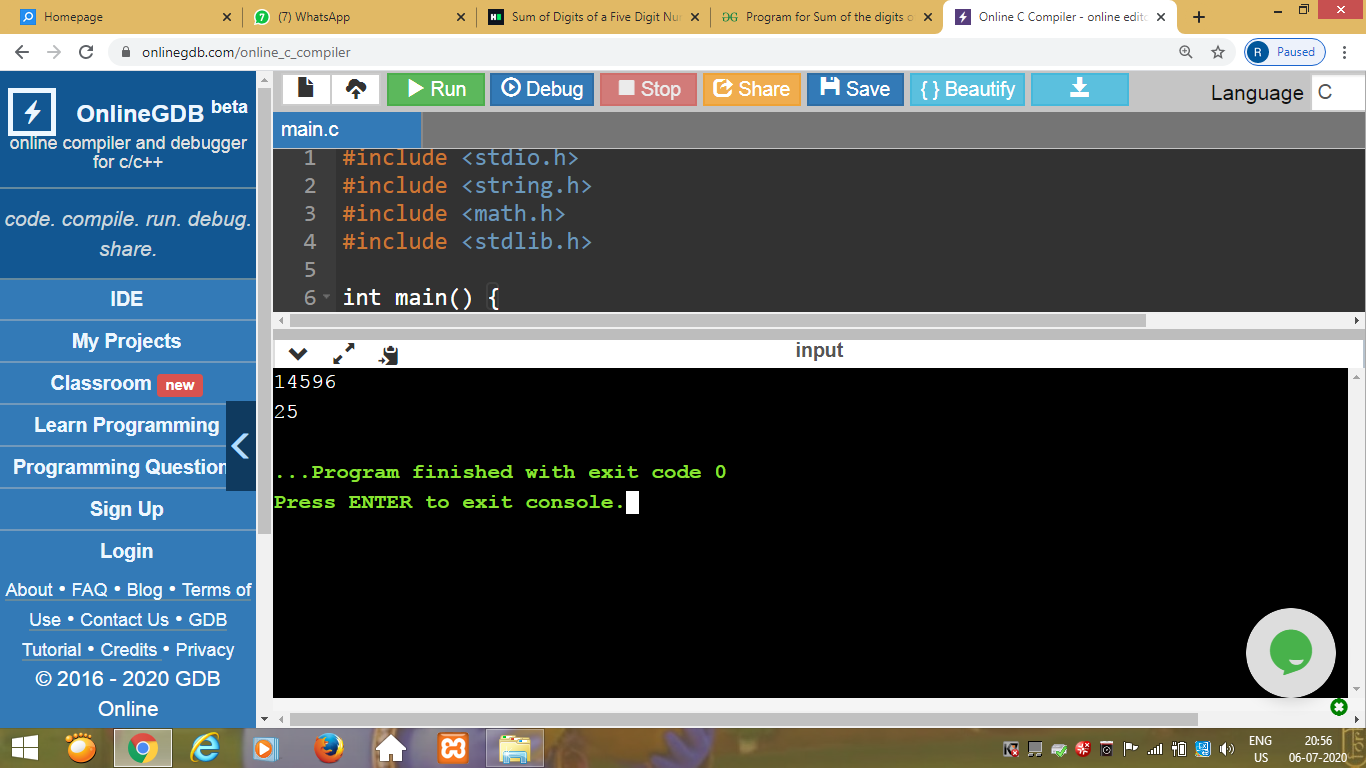 Homepage
(7) WhatsApp
Sum of Digits of a Five Digit Nu
Program for Sum of the digits o
Online C Compiler - online edit
onlinegdb.com/online_c_compiler
R Paused
OnlineGDB beta
online compiler and debugger
for c/c++
code. compile. run. debug.
share.
IDE
My Projects
Classroom new
Learn Programming
Programming Question
Sign Up
Login
About • FAQ • Blog • Terms of
Use • Contact Us • GDB
Tutorial • Credits • Privacy
© 2016 - 2020 GDB
Online
Run
Debug
Stop
Share
Save
{ } Beautify
Language C
main.c
1 #include <stdio.h>
2 #include <string.h>
3 #include <math.h>
4 #include <stdlib.h>
5
6 int main() {
input
14596
25
...Program finished with exit code 0
Press ENTER to exit console.
ENG
US
20:56
06-07-2020